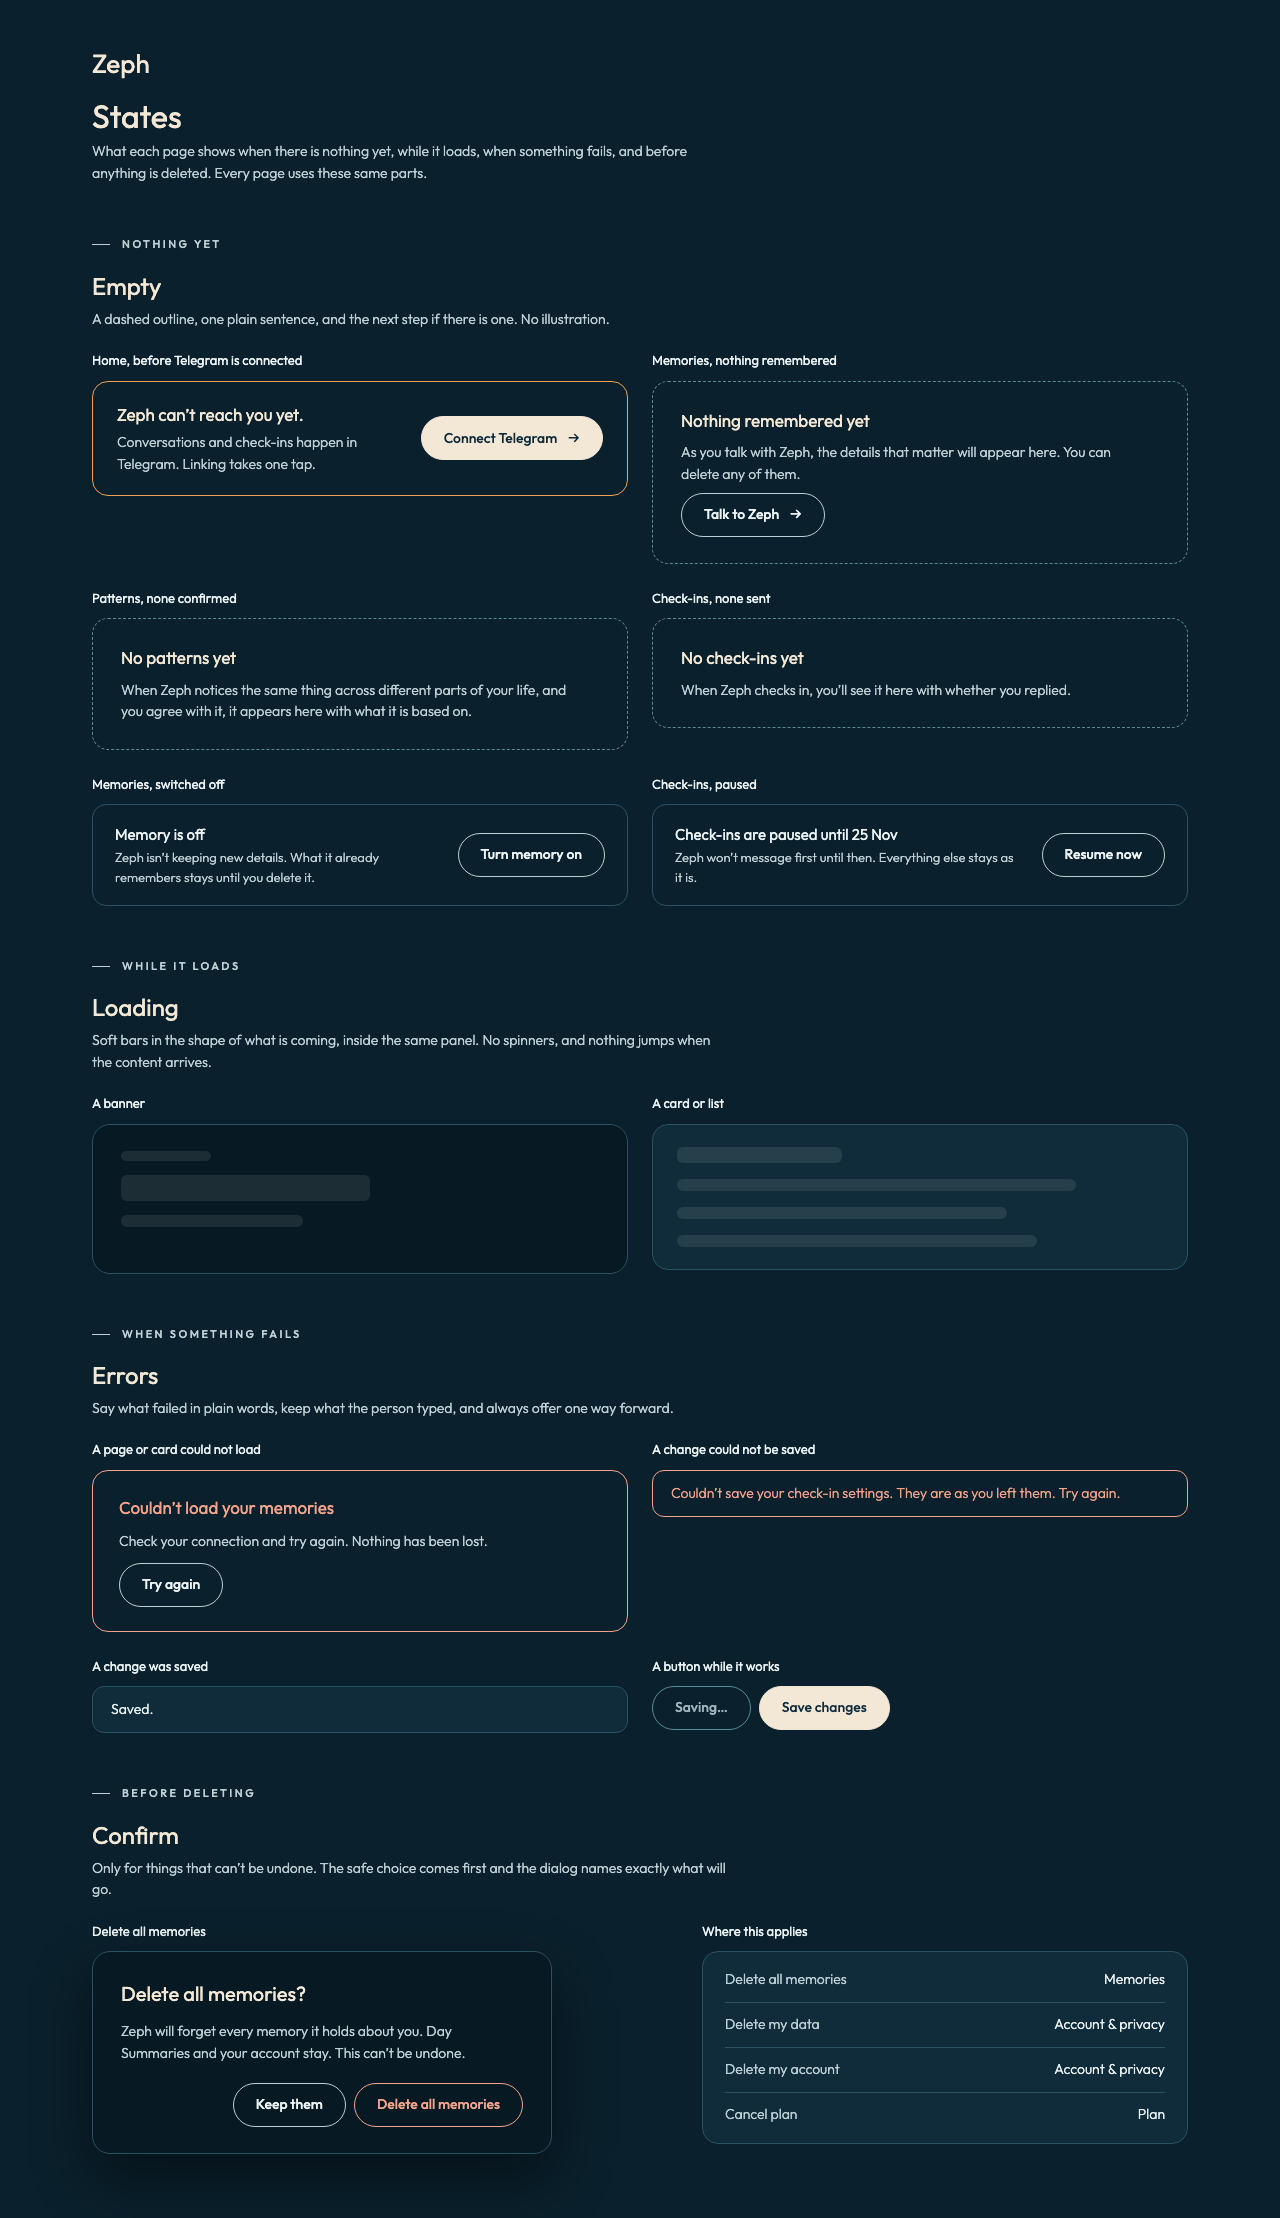 Zeph
States
What each page shows when there is nothing yet, while it loads, when something fails, and before
anything is deleted. Every page uses these same parts.
NOTHING YET
Empty
A dashed outline, one plain sentence, and the next step if there is one. No illustration.
Home, before Telegram is connected
Zeph can’t reach you yet.
Conversations and check-ins happen in
Telegram. Linking takes one tap.
Connect Telegram →
Memories, nothing remembered
Nothing remembered yet
As you talk with Zeph, the details that matter will appear here. You can
delete any of them.
Talk to Zeph →
Patterns, none confirmed
No patterns yet
When Zeph notices the same thing across different parts of your life, and
you agree with it, it appears here with what it is based on.
Check-ins, none sent
No check-ins yet
When Zeph checks in, you’ll see it here with whether you replied.
Memories, switched off
Memory is off
Zeph isn’t keeping new details. What it already
remembers stays until you delete it.
Turn memory on
Check-ins, paused
Check-ins are paused until 25 Nov
Zeph won’t message first until then. Everything else stays as
it is.
Resume now
WHILE IT LOADS
Loading
Soft bars in the shape of what is coming, inside the same panel. No spinners, and nothing jumps when
the content arrives.
A banner
A card or list
WHEN SOMETHING FAILS
Errors
Say what failed in plain words, keep what the person typed, and always offer one way forward.
A page or card could not load
Couldn’t load your memories
Check your connection and try again. Nothing has been lost.
Try again
A change could not be saved
Couldn’t save your check-in settings. They are as you left them. Try again.
A change was saved
Saved.
A button while it works
Saving…
Save changes
BEFORE DELETING
Confirm
Only for things that can’t be undone. The safe choice comes first and the dialog names exactly what will
go.
Delete all memories
Delete all memories?
Zeph will forget every memory it holds about you. Day
Summaries and your account stay. This can’t be undone.
Keep them
Delete all memories
Where this applies
Delete all memories Memories
Delete my data Account & privacy
Delete my account Account & privacy
Cancel plan Plan